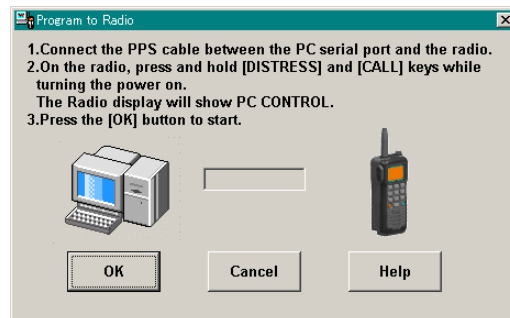 Program to Radio
1.Connect the PPS cable between the PC serial port and the radio.
2.On the radio, press and hold [DISTRESS] and [CALL] keys while
turning the power on.
The Radio display will show PC CONTROL.
3.Press the [OK] button to start.
OK Cancel Help